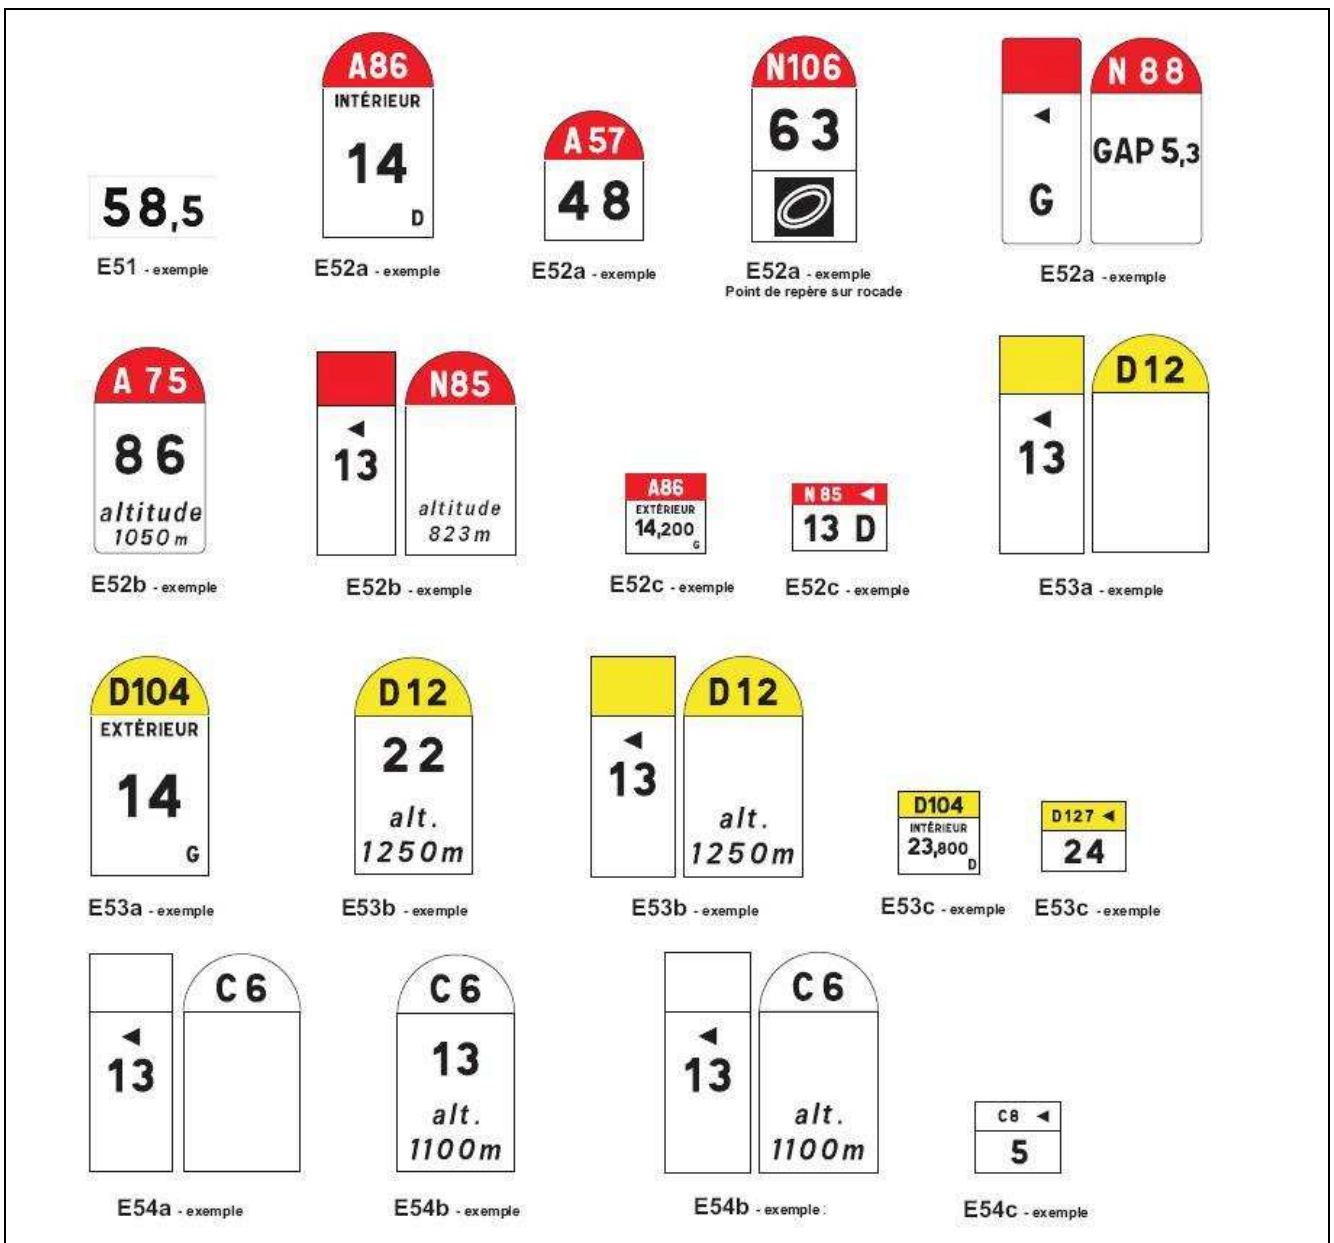 58,5
E51 - exemple
A86
INTÉRIEUR
14
D
E52a - exemple
A57
48
E52a - exemple
N106
63
E52a - exemple
Point de repère sur rocade
◄
G
N 88
GAP 5,3
E52a - exemple
A 75
86
altitude
1050 m
E52b - exemple
◄
13
N85
altitude
823m
E52b - exemple
A86
EXTÉRIEUR
14,200
G
E52c - exemple
N 85 ◄
13 D
E52c - exemple
◄
13
D12
E53a - exemple
D104
EXTÉRIEUR
14
G
E53a - exemple
D12
22
alt.
1250m
E53b - exemple
◄
13
D12
alt.
1250m
E53b - exemple
D104
INTÉRIEUR
23,800
D
E53c - exemple
D127 ◄
24
E53c - exemple
◄
13
C6
E54a - exemple
C6
13
alt.
1100m
E54b - exemple
◄
13
C6
alt.
1100m
E54b - exemple :
C8 ◄
5
E54c - exemple